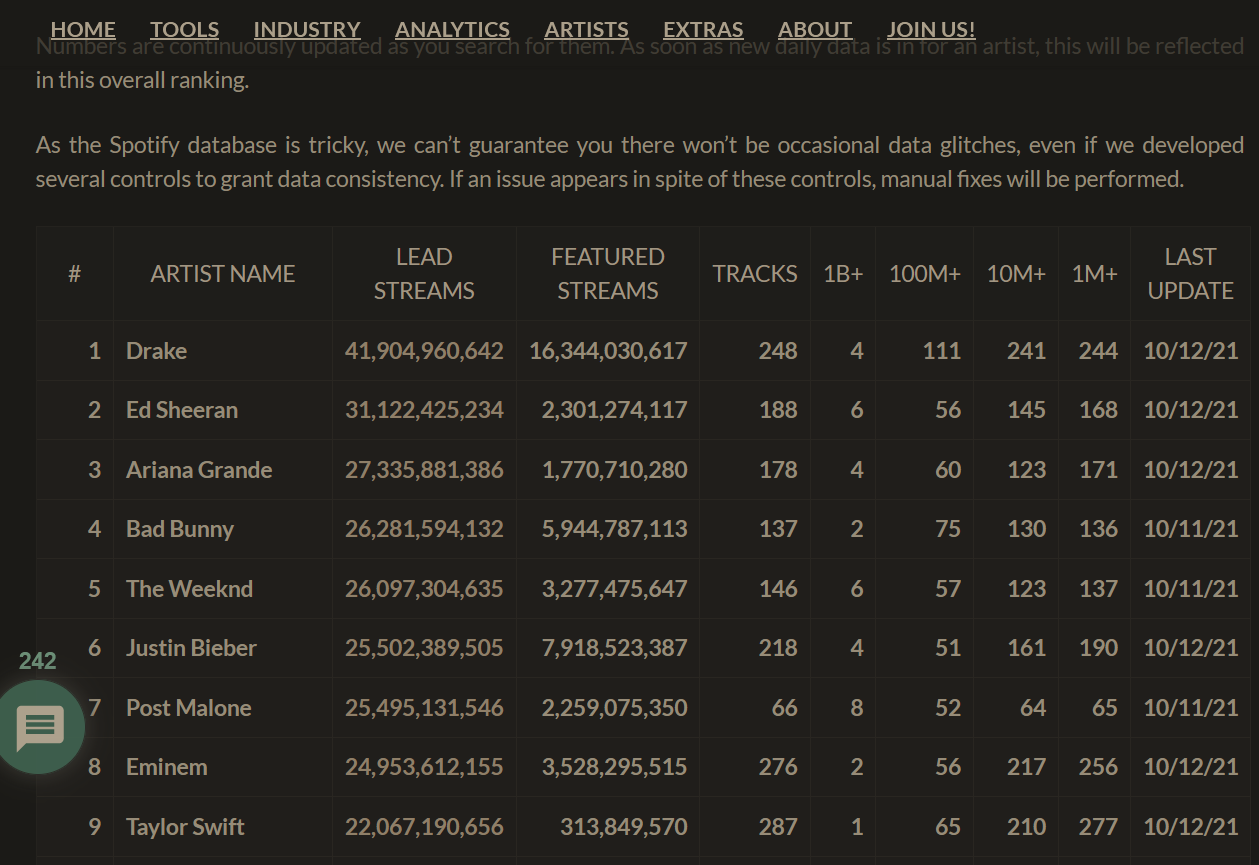 HOME TOOLS INDUSTRY ANALYTICS ARTISTS EXTRAS ABOUT JOIN US!
Numbers are continuously updated as you search for them. As soon as new daily data is in for an artist, this will be reflected
in this overall ranking.
As the Spotify database is tricky, we can’t guarantee you there won’t be occasional data glitches, even if we developed
several controls to grant data consistency. If an issue appears in spite of these controls, manual fixes will be performed.
# ARTIST NAME LEAD STREAMS FEATURED STREAMS TRACKS 1B+ 100M+ 10M+ 1M+ LAST UPDATE
1 Drake 41,904,960,642 16,344,030,617 248 4 111 241 244 10/12/21
2 Ed Sheeran 31,122,425,234 2,301,274,117 188 6 56 145 168 10/12/21
3 Ariana Grande 27,335,881,386 1,770,710,280 178 4 60 123 171 10/12/21
4 Bad Bunny 26,281,594,132 5,944,787,113 137 2 75 130 136 10/11/21
5 The Weeknd 26,097,304,635 3,277,475,647 146 6 57 123 137 10/11/21
6 Justin Bieber 25,502,389,505 7,918,523,387 218 4 51 161 190 10/12/21
242
7 Post Malone 25,495,131,546 2,259,075,350 66 8 52 64 65 10/11/21
8 Eminem 24,953,612,155 3,528,295,515 276 2 56 217 256 10/12/21
9 Taylor Swift 22,067,190,656 313,849,570 287 1 65 210 277 10/12/21